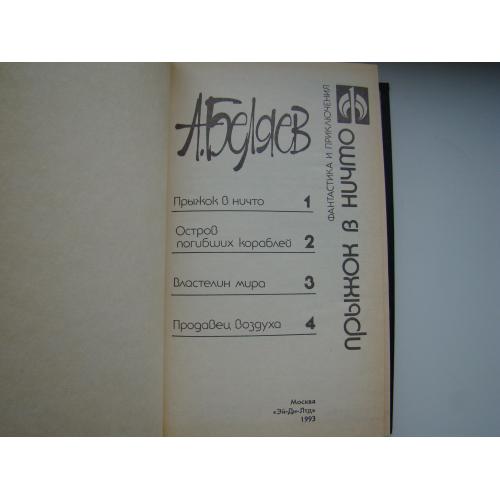 А. Беляев
Прыжок в ничто 1
Остров
погибших кораблей 2
Властелин мира 3
Продавец воздуха 4
Москва
«Эй-Ди-Лтд»
1993
ФАНТАСТИКА И ПРИКЛЮЧЕНИЯ
ПРЫЖОК В НИЧТО